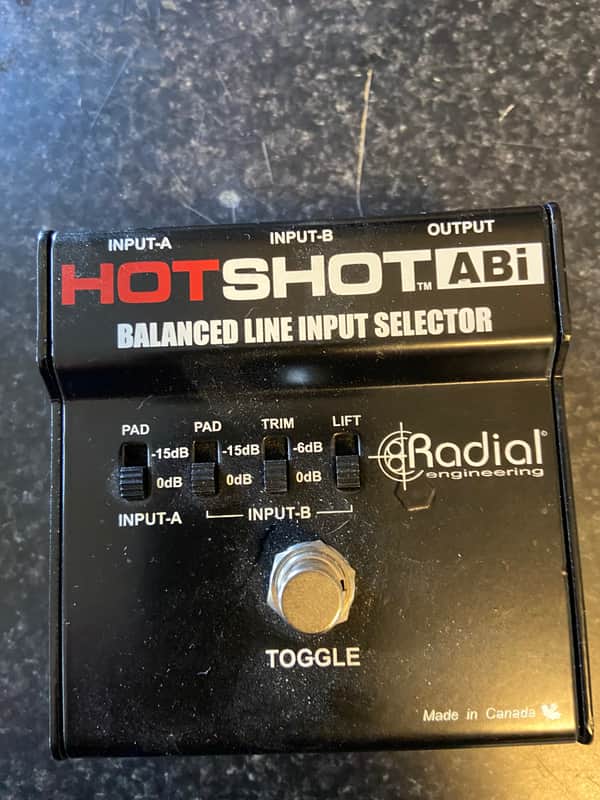 INPUT-A INPUT-B OUTPUT
HOTSHOT™ ABi
BALANCED LINE INPUT SELECTOR
PAD PAD TRIM LIFT
-15dB -15dB -6dB
0dB 0dB 0dB
INPUT-A INPUT-B
Radial
engineering
TOGGLE
Made in Canada